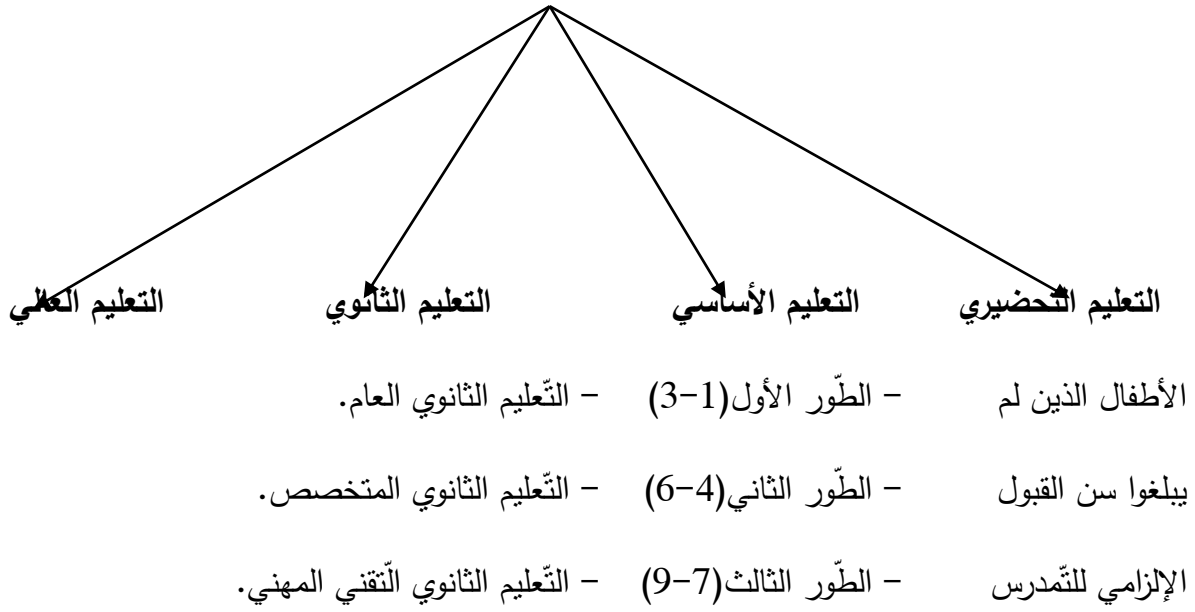 التعليم التحضيري التعليم الأساسي التعليم الثانوي التعليم العالي
الأطفال الذين لم – الطّور الأول(1–3) – التّعليم الثانوي العام.
يبلغوا سن القبول – الطّور الثاني(4–6) – التّعليم الثانوي المتخصص.
الإلزامي للتّمدرس – الطّور الثالث(7–9) – التّعليم الثانوي التّقني المهني.